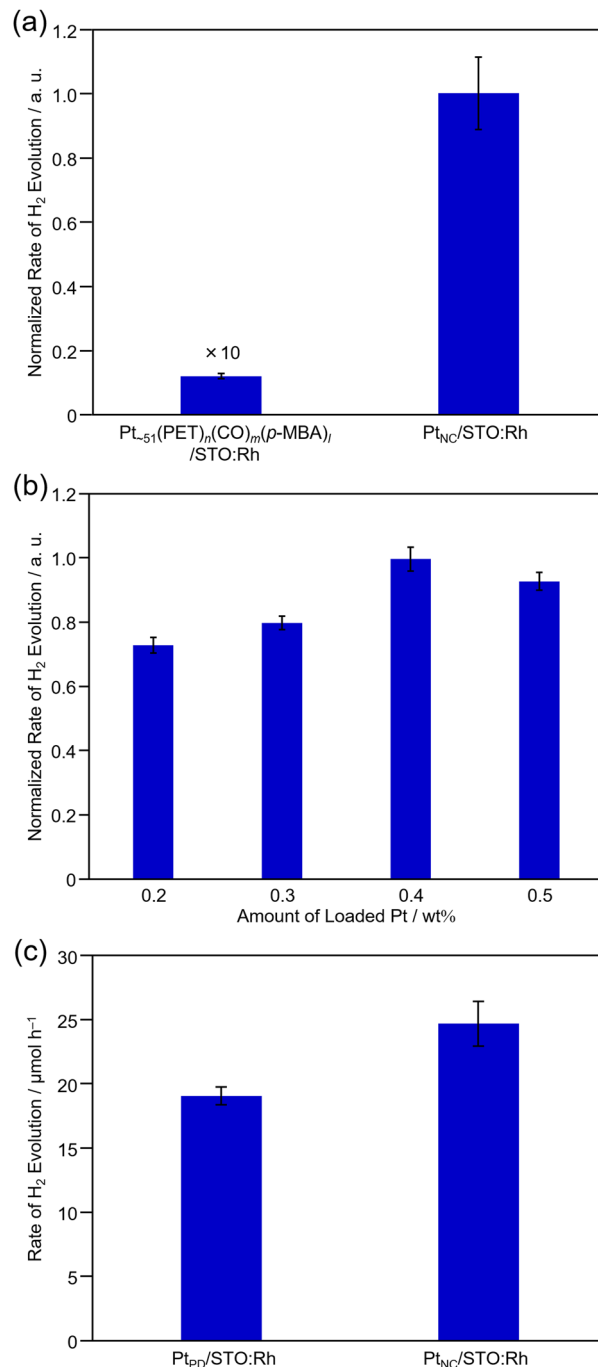 (a)
Normalized Rate of H₂ Evolution / a. u.
1.2
1.0
0.8
0.6
0.4
0.2
0
× 10
Pt~51(PET)n(CO)m(p-MBA)l
/STO:Rh
PtNC/STO:Rh
(b)
Normalized Rate of H₂ Evolution / a. u.
1.2
1.0
0.8
0.6
0.4
0.2
0
0.2 0.3 0.4 0.5
Amount of Loaded Pt / wt%
(c)
Rate of H₂ Evolution / μmol h⁻¹
30
25
20
15
10
5
0
PtPD/STO:Rh PtNC/STO:Rh